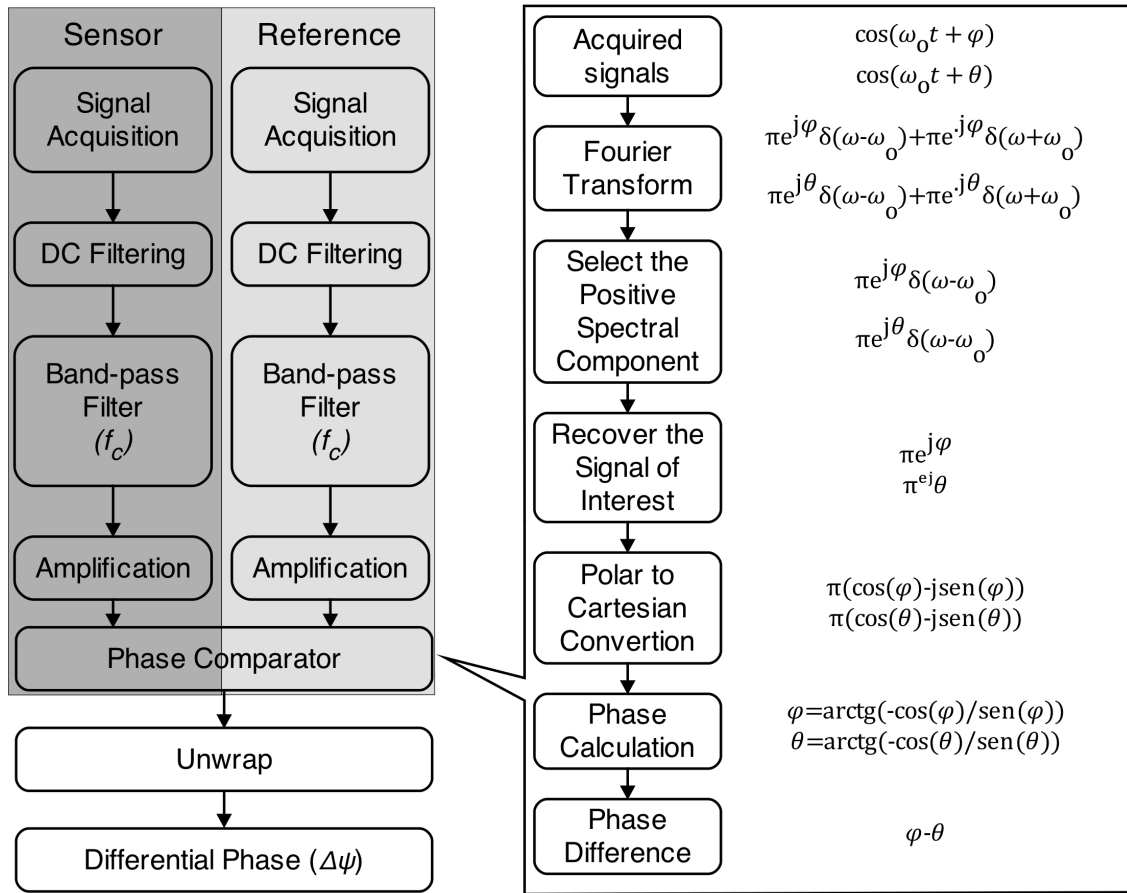 Sensor
Reference
Signal
Acquisition
Signal
Acquisition
DC Filtering
DC Filtering
Band-pass
Filter
(f_c)
Band-pass
Filter
(f_c)
Amplification
Amplification
Phase Comparator
Unwrap
Differential Phase (Δψ)
Acquired
signals
cos(ω_o t + φ)
cos(ω_o t + θ)
Fourier
Transform
πe^{jφ}δ(ω-ω_o)+πe^{-jφ}δ(ω+ω_o)
πe^{jθ}δ(ω-ω_o)+πe^{-jθ}δ(ω+ω_o)
Select the
Positive
Spectral
Component
πe^{jφ}δ(ω-ω_o)
πe^{jθ}δ(ω-ω_o)
Recover the
Signal of
Interest
πe^{jφ}
π^{ej}θ
Polar to
Cartesian
Convertion
π(cos(φ)-jsen(φ))
π(cos(θ)-jsen(θ))
Phase
Calculation
φ=arctg(-cos(φ)/sen(φ))
θ=arctg(-cos(θ)/sen(θ))
Phase
Difference
φ-θ